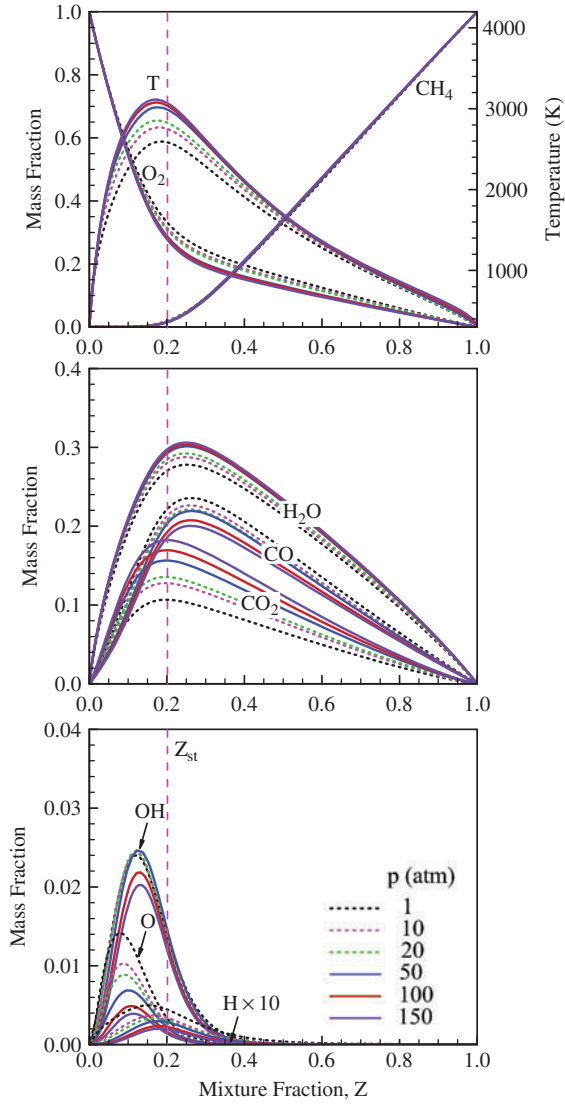 1.0
0.8
0.6
0.4
0.2
0.0
Mass Fraction
T
O₂
CH₄
4000
3000
2000
1000
Temperature (K)
0.0 0.2 0.4 0.6 0.8 1.0
0.4
0.3
0.2
0.1
0.0
Mass Fraction
H₂O
CO
CO₂
0.0 0.2 0.4 0.6 0.8 1.0
0.04
0.03
0.02
0.01
0.00
Mass Fraction
Zst
OH
O
H × 10
p (atm)
1
10
20
50
100
150
0.0 0.2 0.4 0.6 0.8 1.0
Mixture Fraction, Z